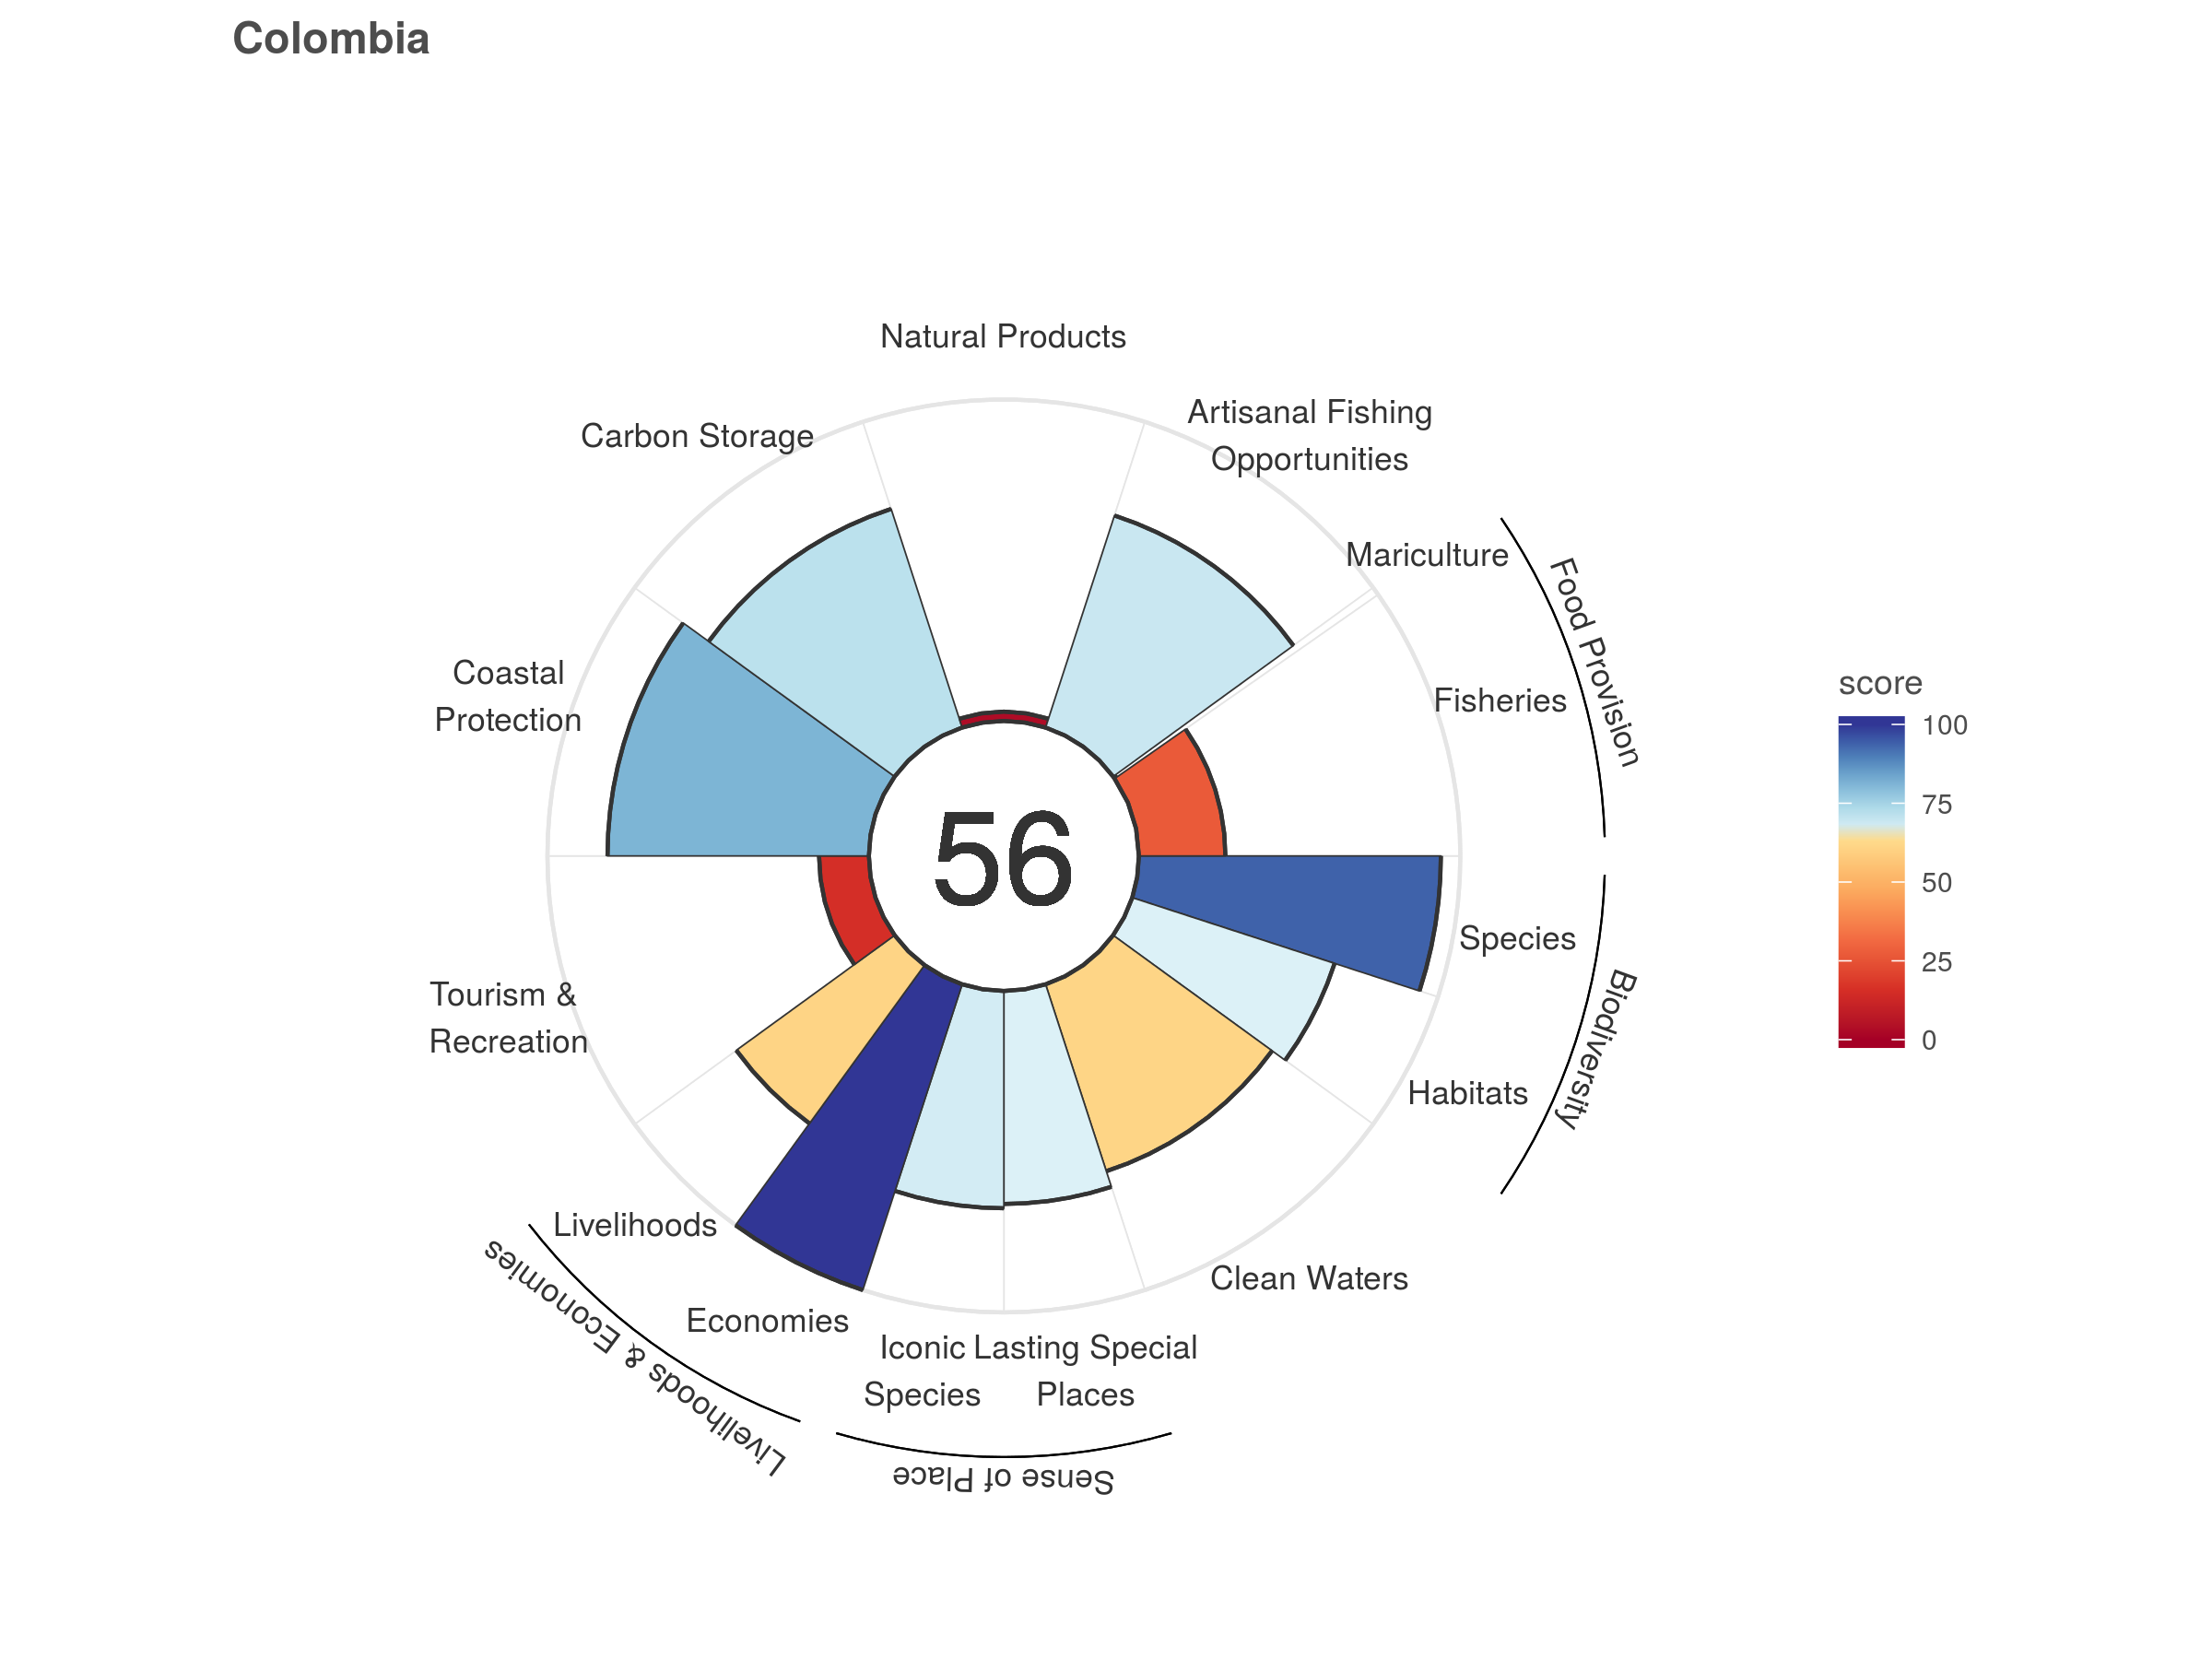 Colombia
Natural Products
Artisanal Fishing
Opportunities
Carbon Storage
Mariculture
Food Provision
Fisheries
Coastal
Protection
score
100
75
50
25
0
56
Species
Biodiversity
Habitats
Tourism &
Recreation
Livelihoods
Clean Waters
Economies
Livelihoods & Economies
Iconic
Species
Lasting Special
Places
Sense of Place